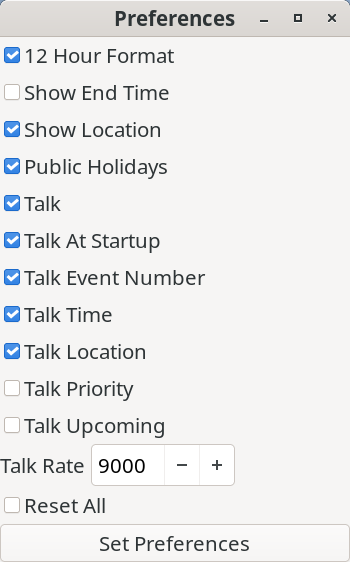 Preferences
12 Hour Format
Show End Time
Show Location
Public Holidays
Talk
Talk At Startup
Talk Event Number
Talk Time
Talk Location
Talk Priority
Talk Upcoming
Talk Rate 9000 − +
Reset All
Set Preferences